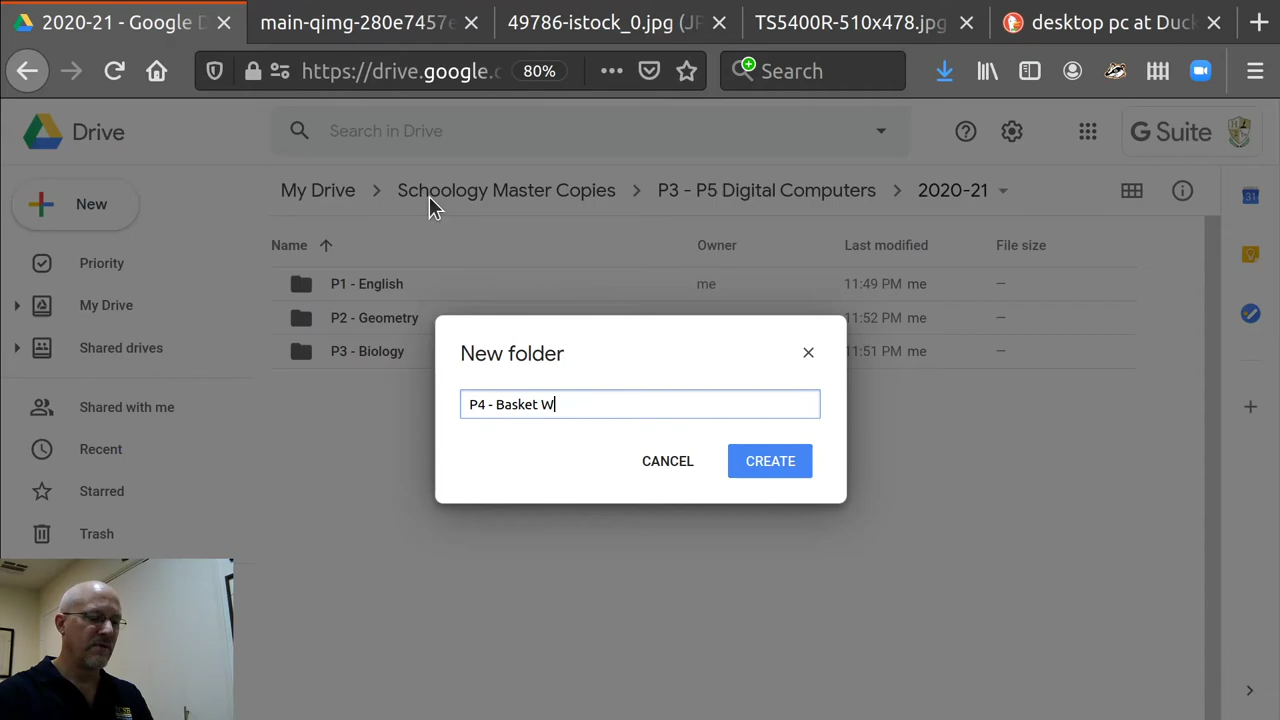 2020-21 - Google D
main-qimg-280e7457e
49786-istock_0.jpg (JP
TS5400R-510x478.jpg
desktop pc at Duck
https://drive.google.c
80%
Search
Drive
Search in Drive
G Suite
New
My Drive
Schoology Master Copies
P3 - P5 Digital Computers
2020-21
Name
Owner
Last modified
File size
Priority
My Drive
Shared drives
Shared with me
Recent
Starred
Trash
P1 - English
me
11:49 PM me
—
P2 - Geometry
11:52 PM me
—
P3 - Biology
11:51 PM me
—
New folder
P4 - Basket W
CANCEL
CREATE
31